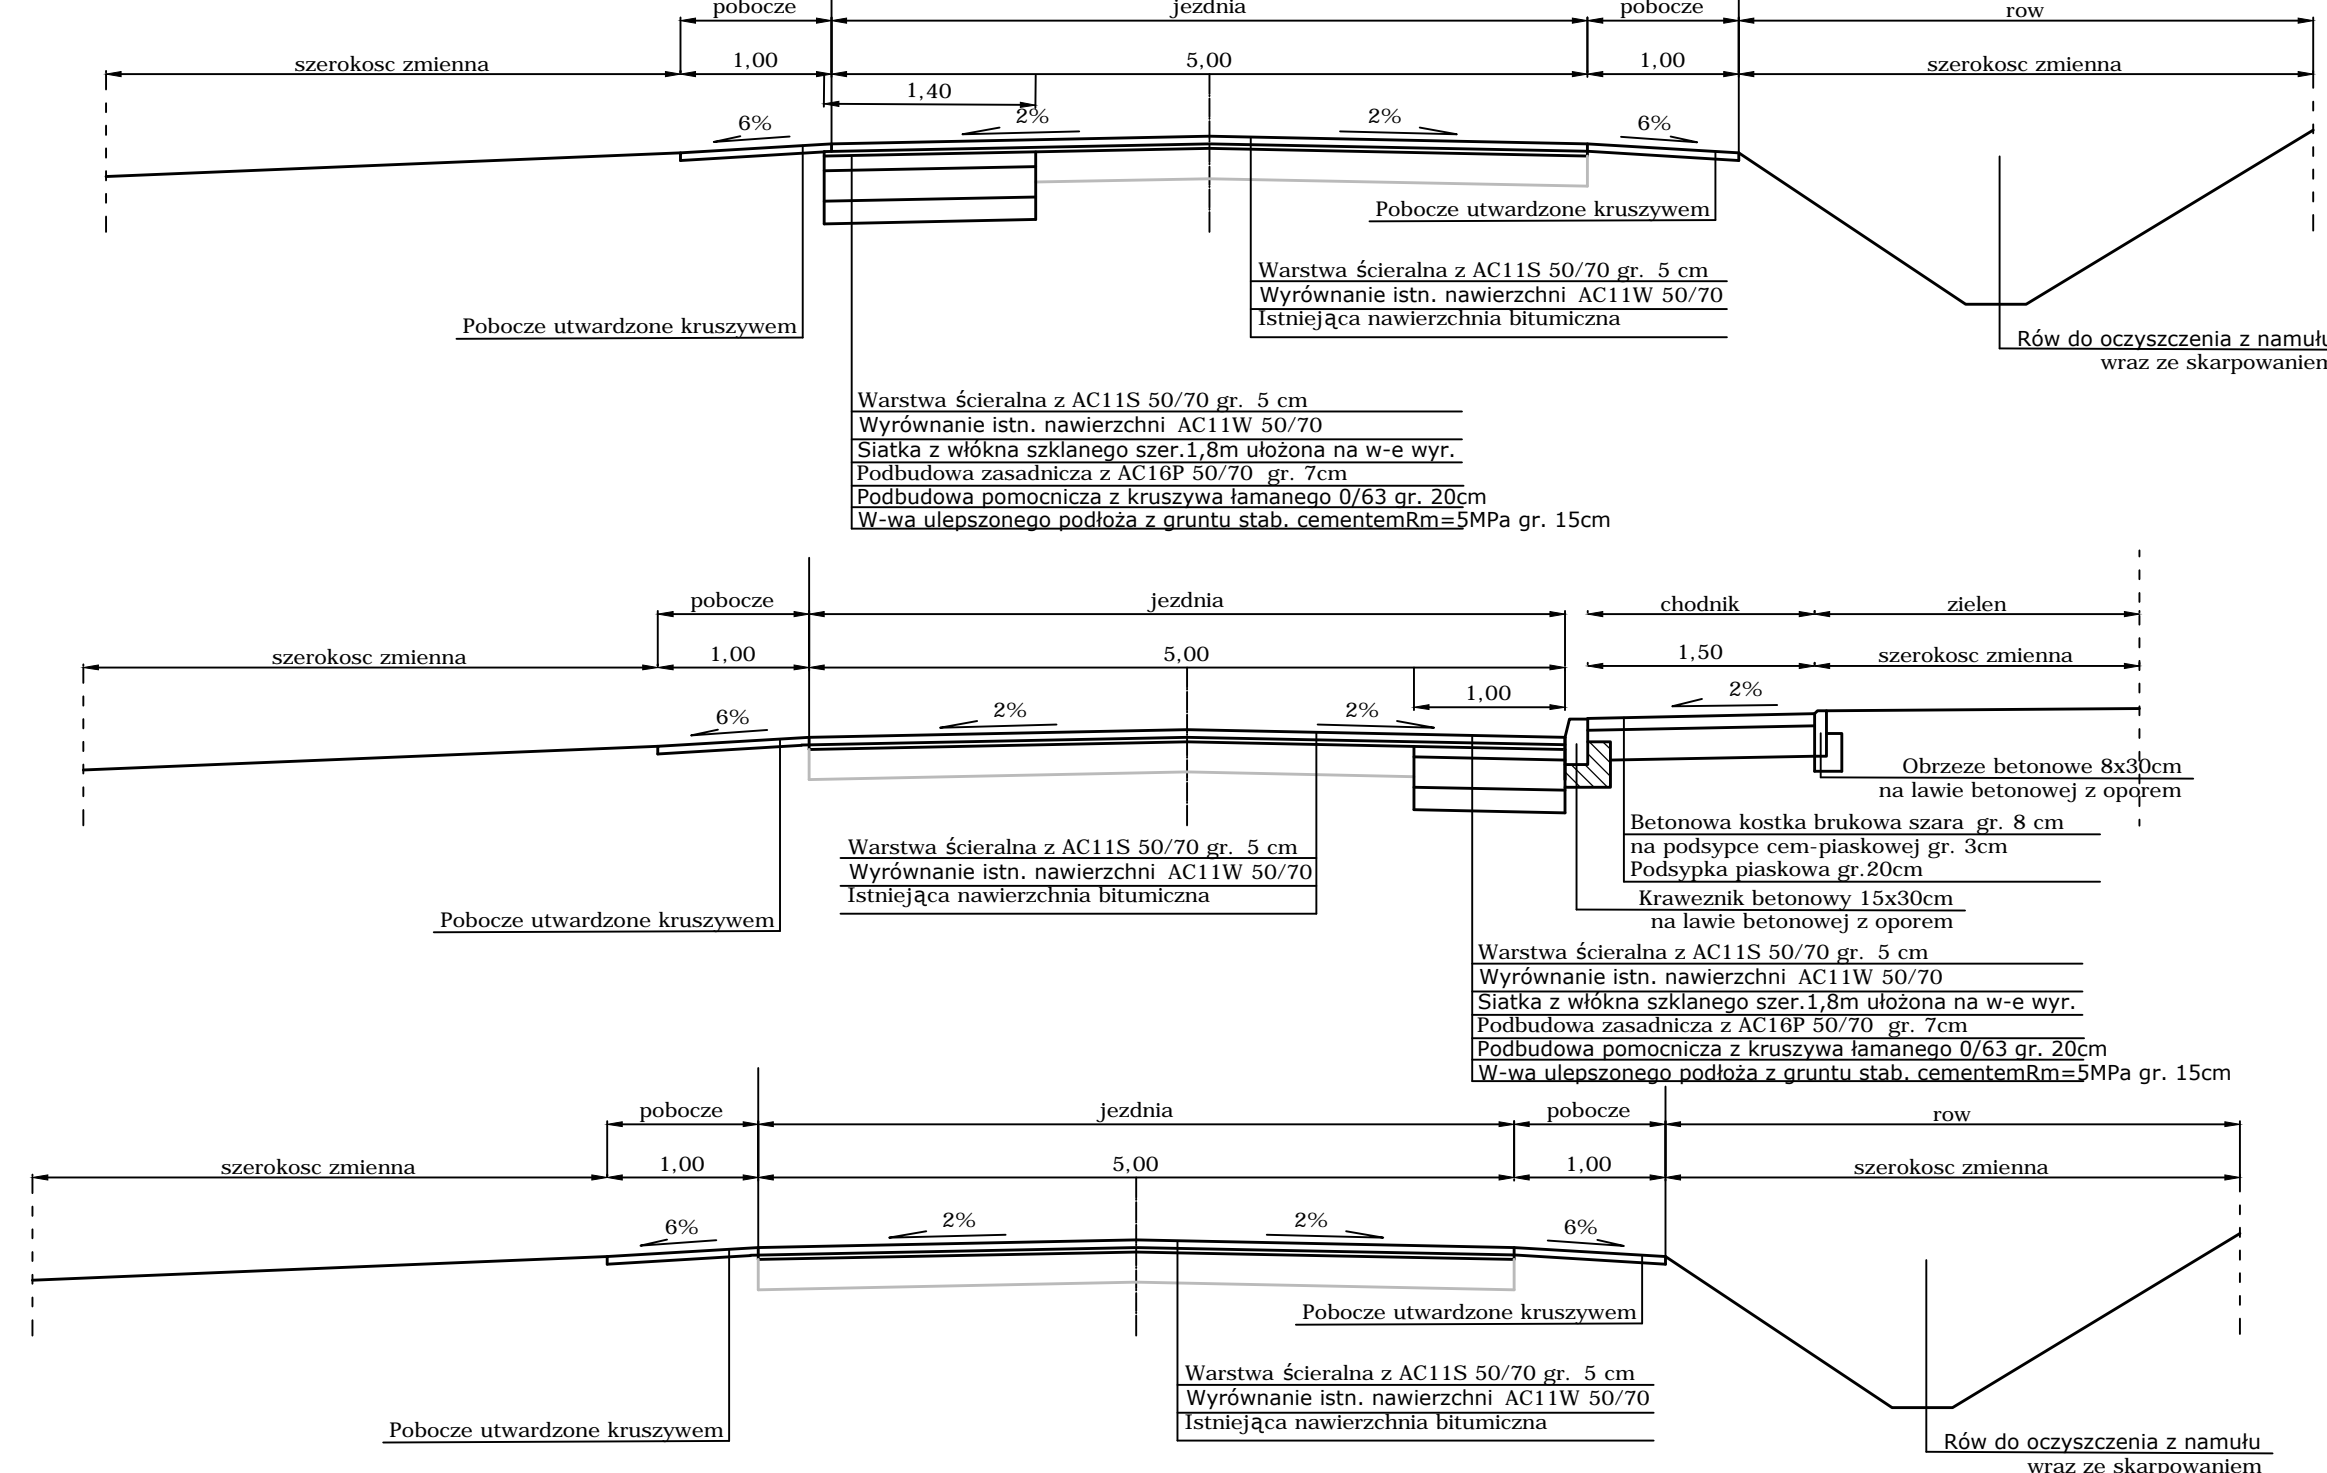 pobocze
jezdnia
pobocze
row
szerokosc zmienna
1,00
5,00
1,00
szerokosc zmienna
1,40
6%
2%
2%
6%
Pobocze utwardzone kruszywem
Warstwa ścieralna z AC11S 50/70 gr. 5 cm
Wyrównanie istn. nawierzchni AC11W 50/70
Istniejąca nawierzchnia bitumiczna
Pobocze utwardzone kruszywem
Rów do oczyszczenia z namułu
wraz ze skarpowaniem
Warstwa ścieralna z AC11S 50/70 gr. 5 cm
Wyrównanie istn. nawierzchni AC11W 50/70
Siatka z włókna szklanego szer.1,8m ułożona na w-e wyr.
Podbudowa zasadnicza z AC16P 50/70 gr. 7cm
Podbudowa pomocnicza z kruszywa łamanego 0/63 gr. 20cm
W-wa ulepszonego podłoża z gruntu stab. cementemRm=5MPa gr. 15cm
pobocze
jezdnia
chodnik
zielen
szerokosc zmienna
1,00
5,00
1,50
szerokosc zmienna
1,00
6%
2%
2%
2%
Obrzeze betonowe 8x30cm
na lawie betonowej z oporem
Betonowa kostka brukowa szara gr. 8 cm
na podsypce cem-piaskowej gr. 3cm
Podsypka piaskowa gr.20cm
Warstwa ścieralna z AC11S 50/70 gr. 5 cm
Wyrównanie istn. nawierzchni AC11W 50/70
Istniejąca nawierzchnia bitumiczna
Pobocze utwardzone kruszywem
Kraweznik betonowy 15x30cm
na lawie betonowej z oporem
Warstwa ścieralna z AC11S 50/70 gr. 5 cm
Wyrównanie istn. nawierzchni AC11W 50/70
Siatka z włókna szklanego szer.1,8m ułożona na w-e wyr.
Podbudowa zasadnicza z AC16P 50/70 gr. 7cm
Podbudowa pomocnicza z kruszywa łamanego 0/63 gr. 20cm
W-wa ulepszonego podłoża z gruntu stab. cementemRm=5MPa gr. 15cm
pobocze
jezdnia
pobocze
row
szerokosc zmienna
1,00
5,00
1,00
szerokosc zmienna
6%
2%
2%
6%
Pobocze utwardzone kruszywem
Warstwa ścieralna z AC11S 50/70 gr. 5 cm
Wyrównanie istn. nawierzchni AC11W 50/70
Istniejąca nawierzchnia bitumiczna
Pobocze utwardzone kruszywem
Rów do oczyszczenia z namułu
wraz ze skarpowaniem